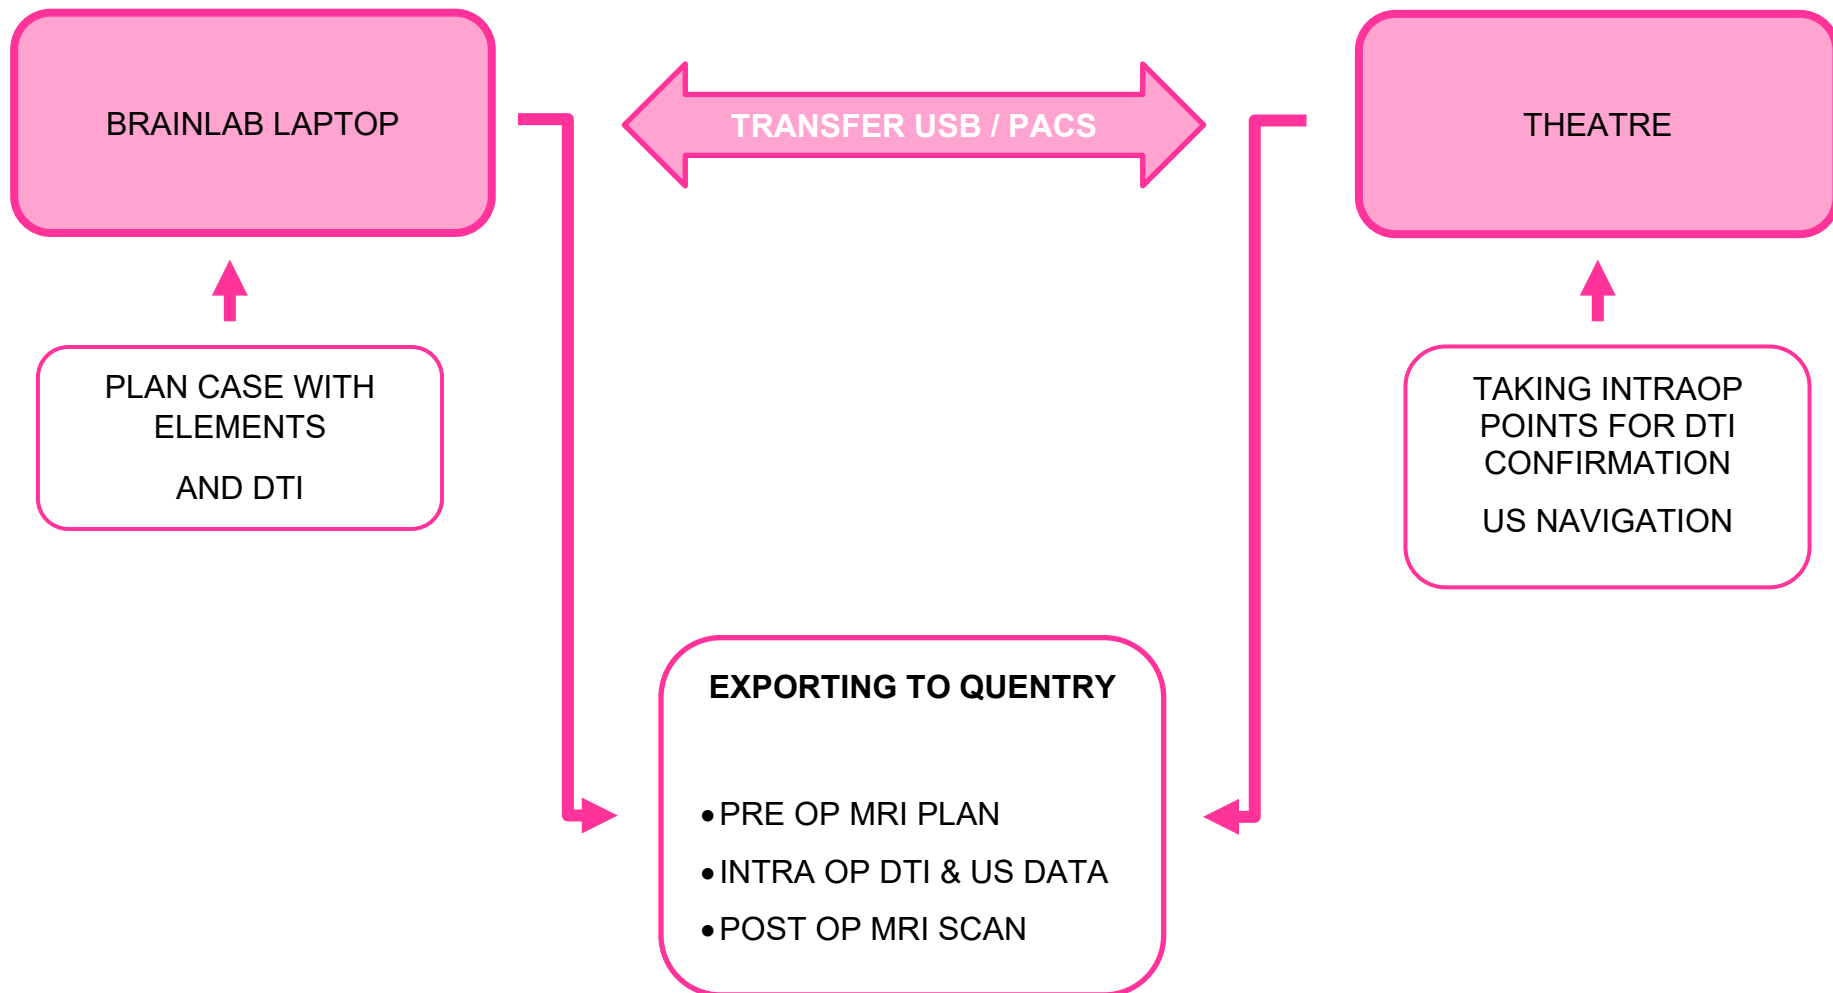 BRAINLAB LAPTOP
TRANSFER USB / PACS
THEATRE
PLAN CASE WITH
ELEMENTS
AND DTI
TAKING INTRAOP
POINTS FOR DTI
CONFIRMATION
US NAVIGATION
EXPORTING TO QUENTRY
• PRE OP MRI PLAN
• INTRA OP DTI & US DATA
• POST OP MRI SCAN